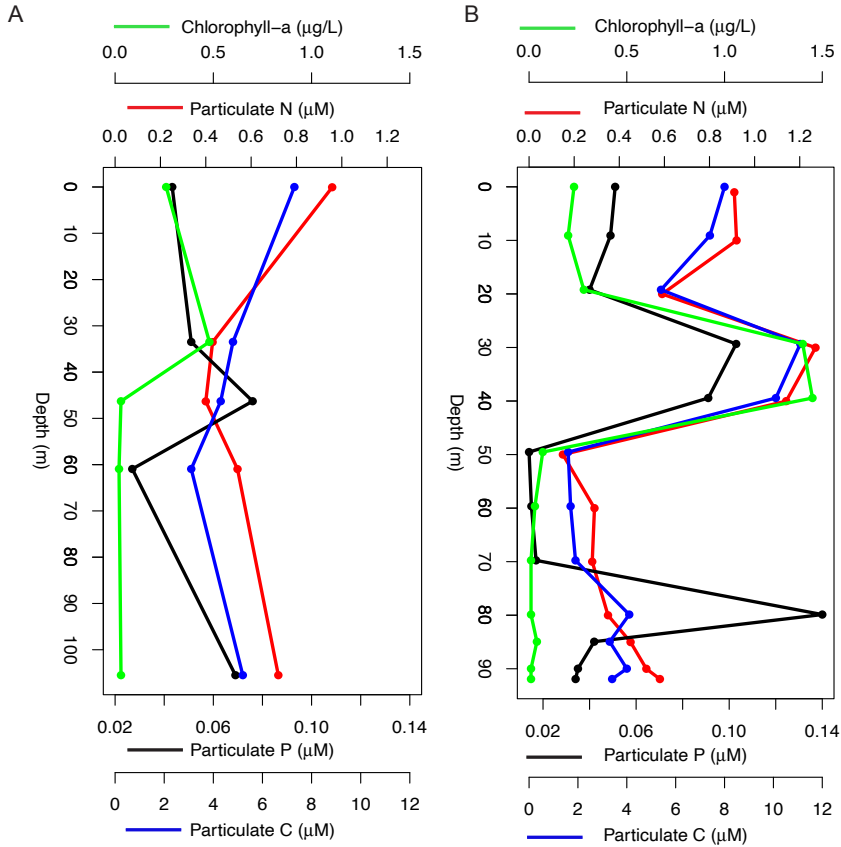 A
Chlorophyll−a (μg/L)
0.0 0.5 1.0 1.5
Particulate N (μM)
0.0 0.2 0.4 0.6 0.8 1.0 1.2
0
10
20
30
40
50
60
70
80
90
100
Depth (m)
0.02 0.06 0.10 0.14
Particulate P (μM)
0 2 4 6 8 10 12
Particulate C (μM)
B
Chlorophyll−a (μg/L)
0.0 0.5 1.0 1.5
Particulate N (μM)
0.0 0.2 0.4 0.6 0.8 1.0 1.2
0
10
20
30
40
50
60
70
80
90
Depth (m)
0.02 0.06 0.10 0.14
Particulate P (μM)
0 2 4 6 8 10 12
Particulate C (μM)